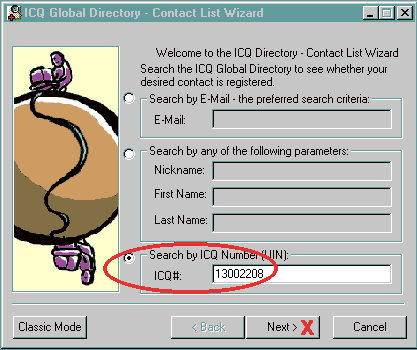 ICQ Global Directory - Contact List Wizard
Welcome to the ICQ Directory - Contact List Wizard
Search the ICQ Global Directory to see whether your
desired contact is registered.
Search by E-Mail - the preferred search criteria:
E-Mail:
Search by any of the following parameters:
Nickname:
First Name:
Last Name:
Search by ICQ Number (UIN):
ICQ#: 13002208
Classic Mode < Back Next > X Cancel